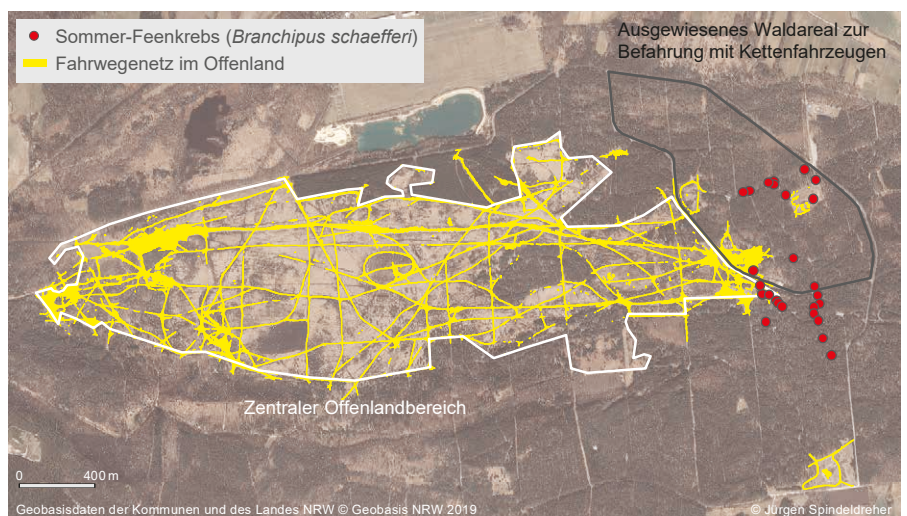 Sommer-Feenkrebs (Branchipus schaefferi)
Fahrwegenetz im Offenland
Ausgewiesenes Waldareal zur
Befahrung mit Kettenfahrzeugen
Zentraler Offenlandbereich
0 400 m
Geobasisdaten der Kommunen und des Landes NRW © Geobasis NRW 2019
© Jürgen Spindeldreher